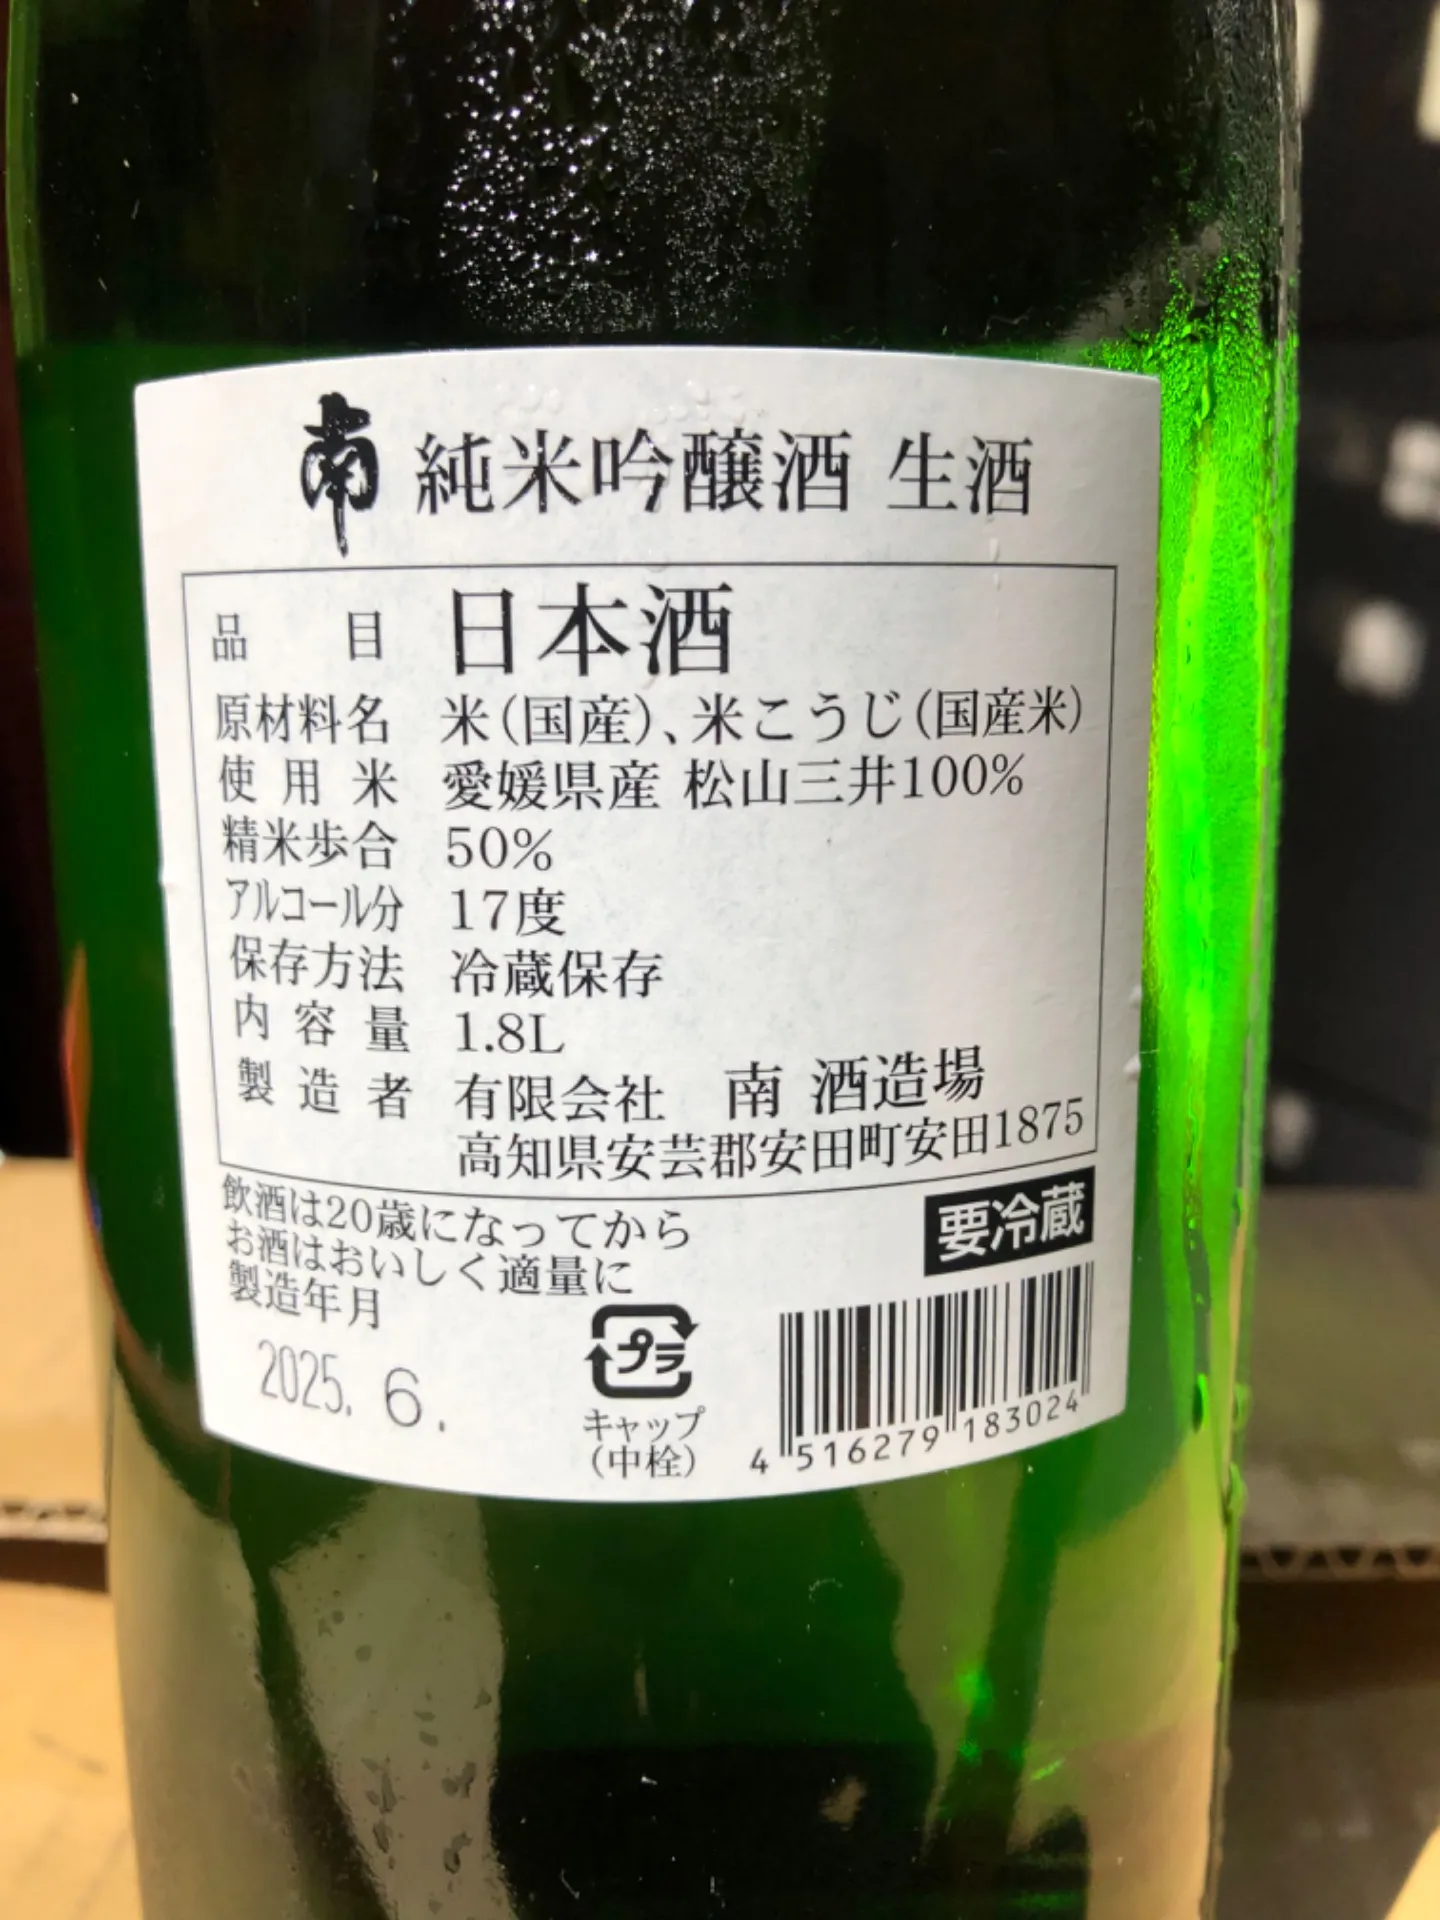 南 純米吟醸酒 生酒
品目 日本酒
原材料名 米(国産)、米こうじ(国産米)
使用米 愛媛県産 松山三井100%
精米歩合 50%
アルコール分 17度
保存方法 冷蔵保存
内容量 1.8L
製造者 有限会社 南 酒造場
高知県安芸郡安田町安田1875
飲酒は20歳になってから
お酒はおいしく適量に
要冷蔵
製造年月
2025. 6.
プラ
キャップ
(中栓)
4 516279 183024